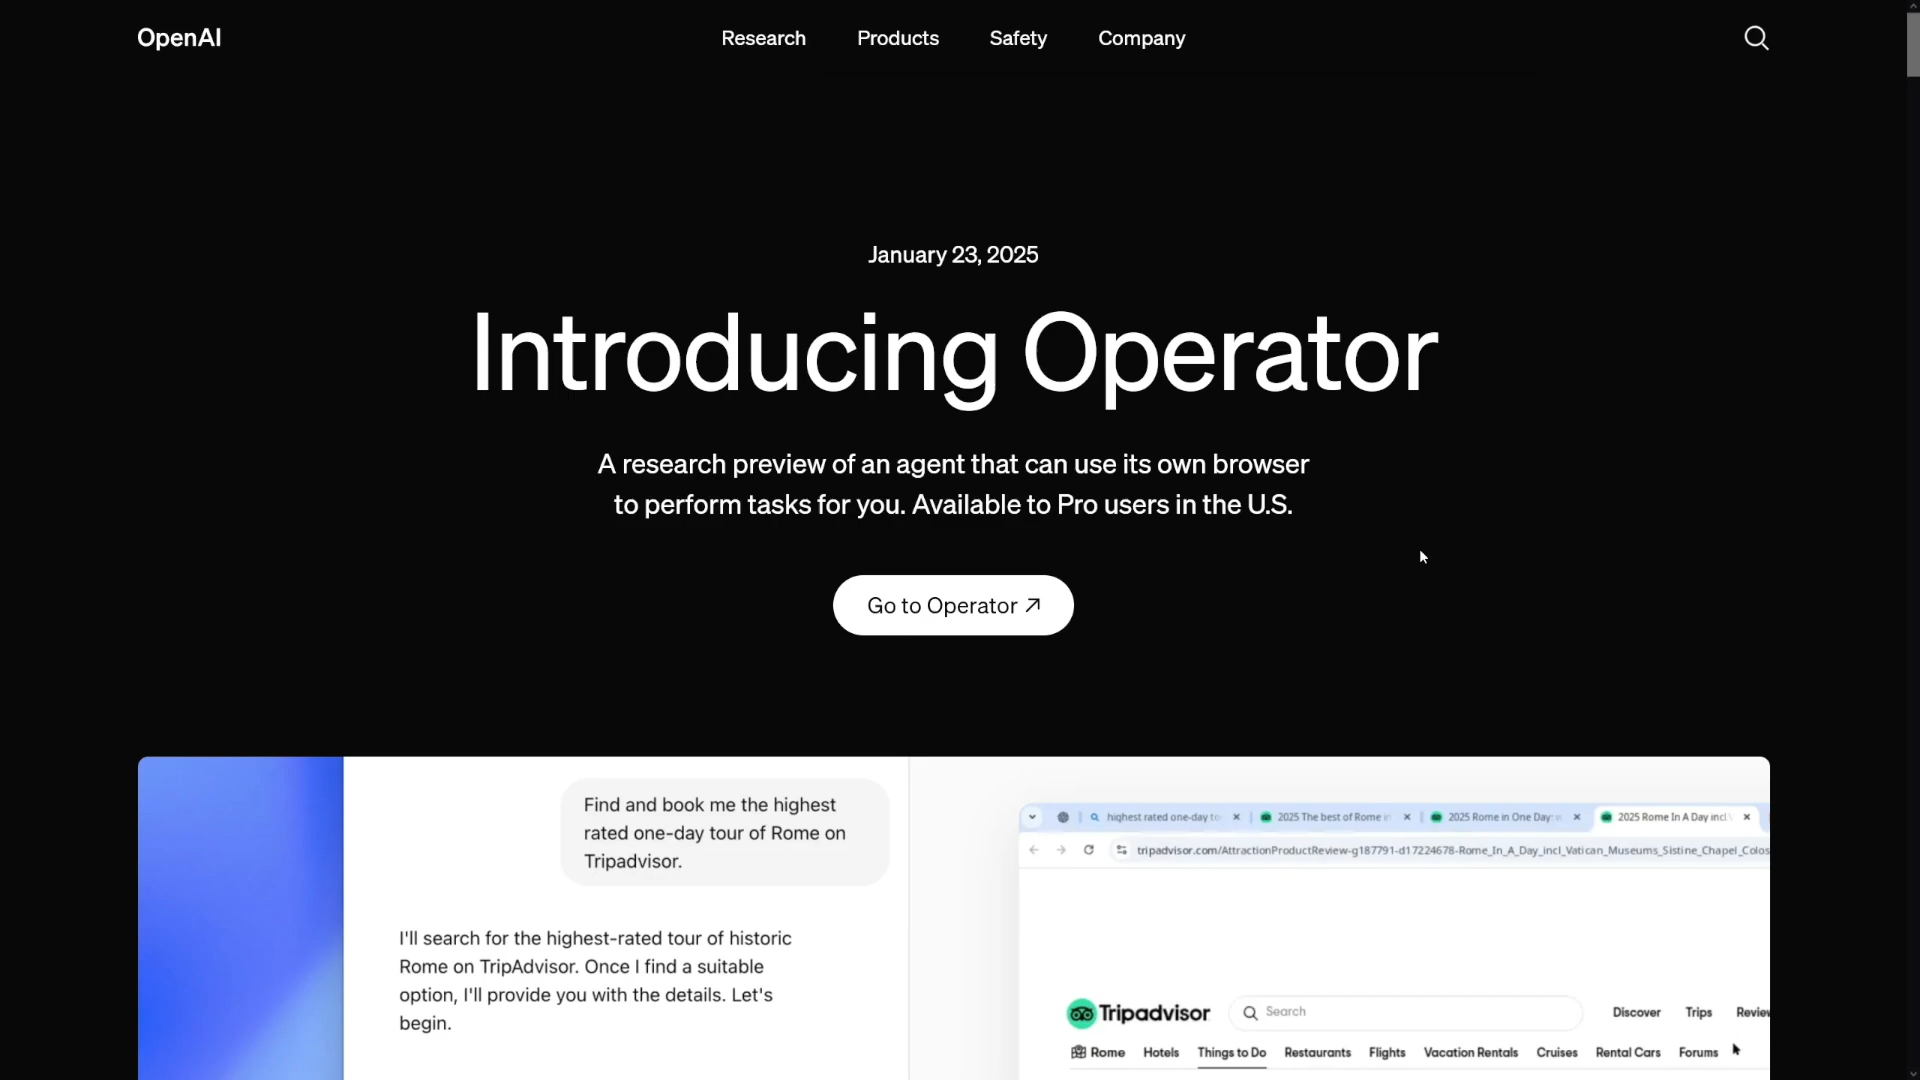 OpenAI
Research Products Safety Company
January 23, 2025
Introducing Operator
A research preview of an agent that can use its own browser
to perform tasks for you. Available to Pro users in the U.S.
Go to Operator ↗
Find and book me the highest
rated one-day tour of Rome on
Tripadvisor.
I'll search for the highest-rated tour of historic
Rome on TripAdvisor. Once I find a suitable
option, I'll provide you with the details. Let's
begin.
highest rated one-day to 2025 The best of Rome in 2025 Rome in One Day: 2025 Rome In A Day incl
tripadvisor.com/AttractionProductReview-g187791-d17224678-Rome_In_A_Day_incl_Vatican_Museums_Sistine_Chapel_Colos
Tripadvisor Search Discover Trips Review
Rome Hotels Things to Do Restaurants Flights Vacation Rentals Cruises Rental Cars Forums